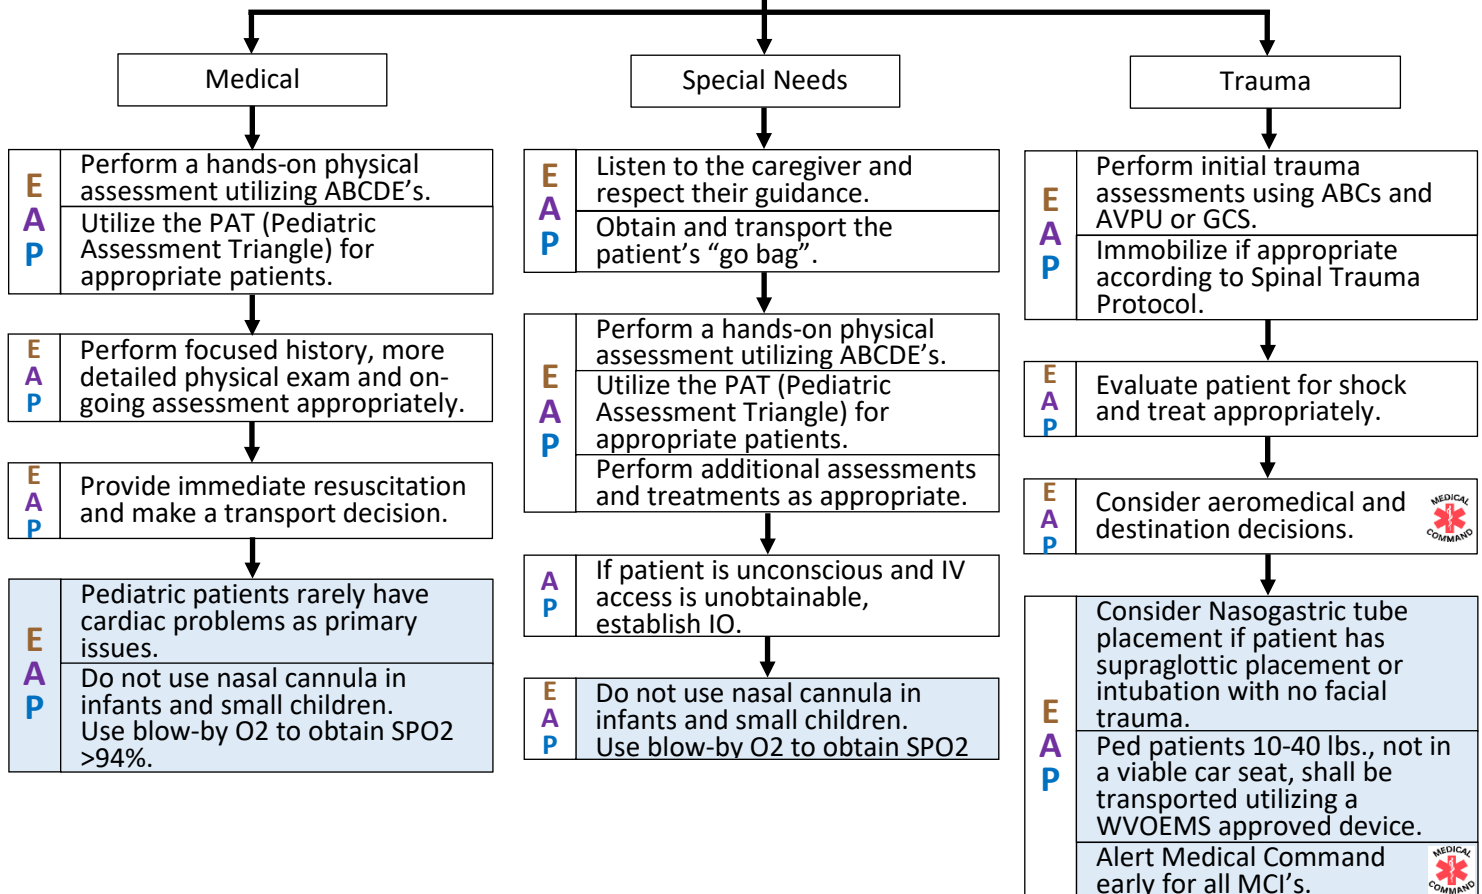 Medical
E
A
P
Perform a hands-on physical
assessment utilizing ABCDE’s.
Utilize the PAT (Pediatric
Assessment Triangle) for
appropriate patients.
E
A
P
Perform focused history, more
detailed physical exam and on-
going assessment appropriately.
E
A
P
Provide immediate resuscitation
and make a transport decision.
E
A
P
Pediatric patients rarely have
cardiac problems as primary
issues.
Do not use nasal cannula in
infants and small children.
Use blow-by O2 to obtain SPO2
>94%.
Special Needs
E
A
P
Listen to the caregiver and
respect their guidance.
Obtain and transport the
patient’s “go bag”.
E
A
P
Perform a hands-on physical
assessment utilizing ABCDE’s.
Utilize the PAT (Pediatric
Assessment Triangle) for
appropriate patients.
Perform additional assessments
and treatments as appropriate.
A
P
If patient is unconscious and IV
access is unobtainable,
establish IO.
E
A
P
Do not use nasal cannula in
infants and small children.
Use blow-by O2 to obtain SPO2
Trauma
E
A
P
Perform initial trauma
assessments using ABCs and
AVPU or GCS.
Immobilize if appropriate
according to Spinal Trauma
Protocol.
E
A
P
Evaluate patient for shock
and treat appropriately.
E
A
P
Consider aeromedical and
destination decisions.
MEDICAL
COMMAND
E
A
P
Consider Nasogastric tube
placement if patient has
supraglottic placement or
intubation with no facial
trauma.
Ped patients 10-40 lbs., not in
a viable car seat, shall be
transported utilizing a
WVOEMS approved device.
Alert Medical Command
early for all MCI’s.
MEDICAL
COMMAND